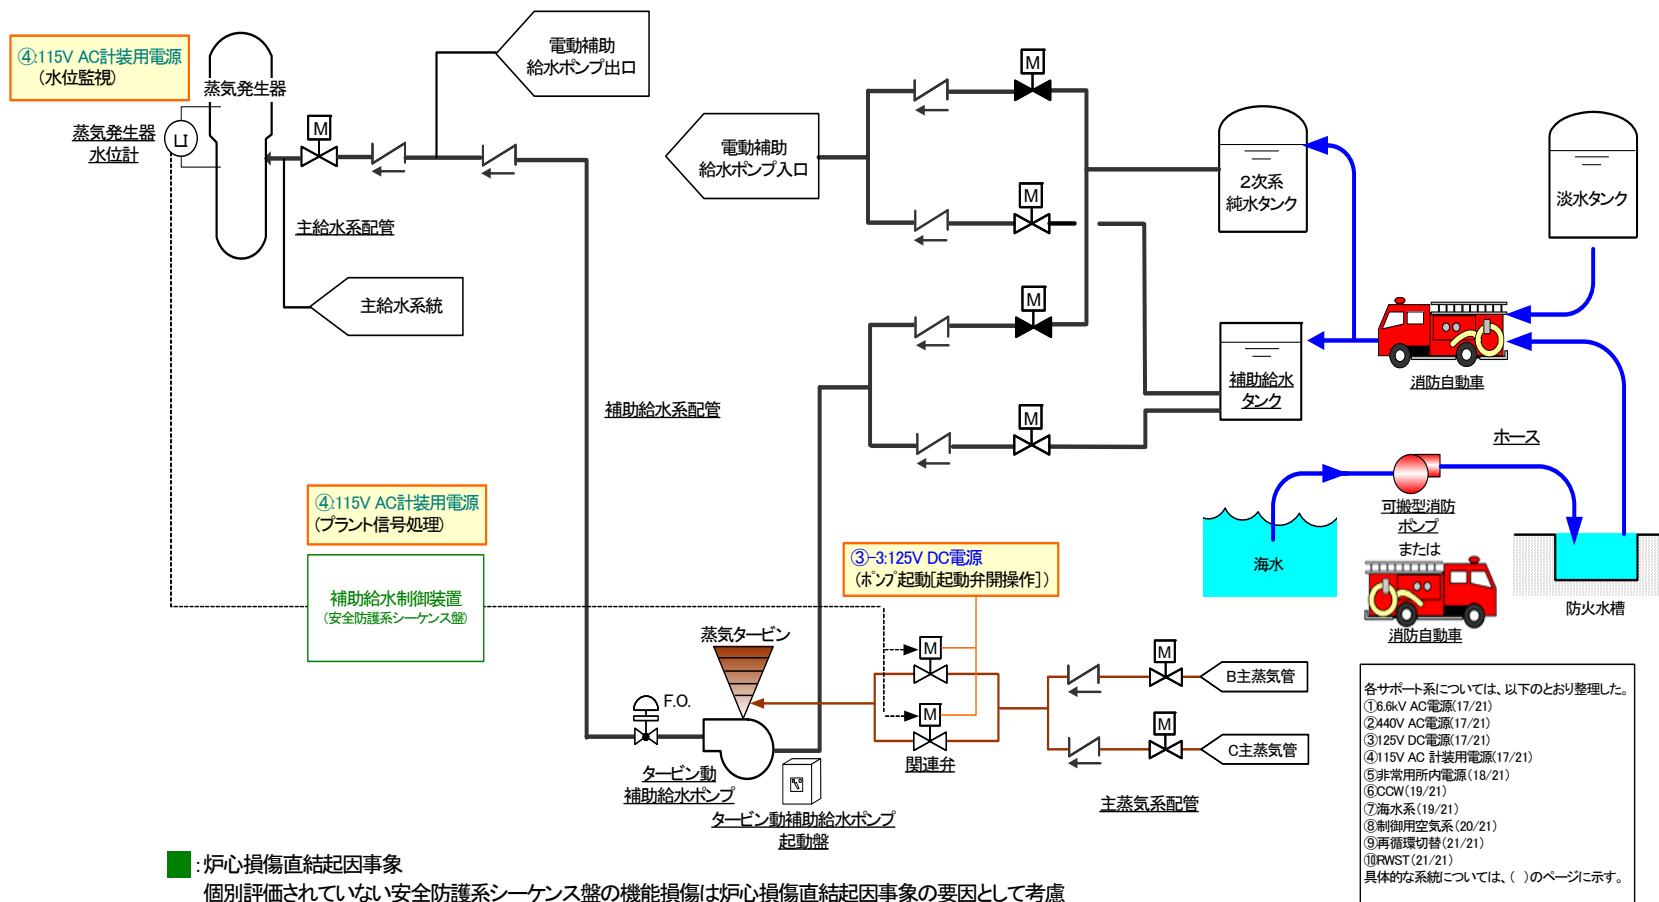 ④:115V AC計装用電源
(水位監視)
蒸気発生器
蒸気発生器
水位計
LI
M
電動補助
給水ポンプ出口
主給水系配管
主給水系統
電動補助
給水ポンプ入口
M
M
M
M
2次系
純水タンク
淡水タンク
補助給水
タンク
消防自動車
補助給水系配管
ホース
可搬型消防
ポンプ
または
消防自動車
海水
防火水槽
④:115V AC計装用電源
(プラント信号処理)
補助給水制御装置
(安全防護系シーケンス盤)
③-3:125V DC電源
(ポンプ起動[起動弁開操作])
蒸気タービン
F.O.
タービン動
補助給水ポンプ
タービン動補助給水ポンプ
起動盤
M
M
関連弁
M
M
B主蒸気管
C主蒸気管
主蒸気系配管
各サポート系については、以下のとおり整理した。
①6.6kV AC電源(17/21)
②440V AC電源(17/21)
③125V DC電源(17/21)
④115V AC 計装用電源(17/21)
⑤非常用所内電源(18/21)
⑥CCW(19/21)
⑦海水系(19/21)
⑧制御用空気系(20/21)
⑨再循環切替(21/21)
⑩RWST(21/21)
具体的な系統については、( )のページに示す。
:炉心損傷直結起因事象
個別評価されていない安全防護系シーケンス盤の機能損傷は炉心損傷直結起因事象の要因として考慮